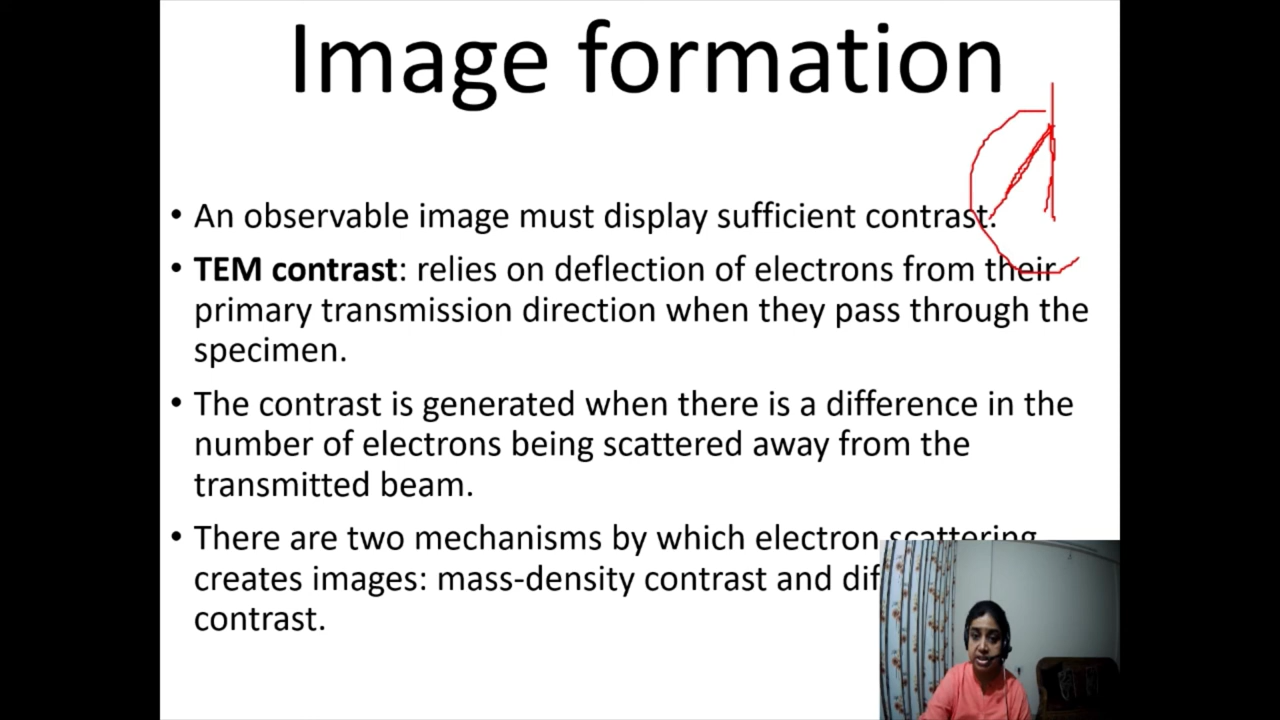 Image formation
• An observable image must display sufficient contrast.
• TEM contrast: relies on deflection of electrons from their
primary transmission direction when they pass through the
specimen.
• The contrast is generated when there is a difference in the
number of electrons being scattered away from the
transmitted beam.
• There are two mechanisms by which electron scattering
creates images: mass-density contrast and
contrast.